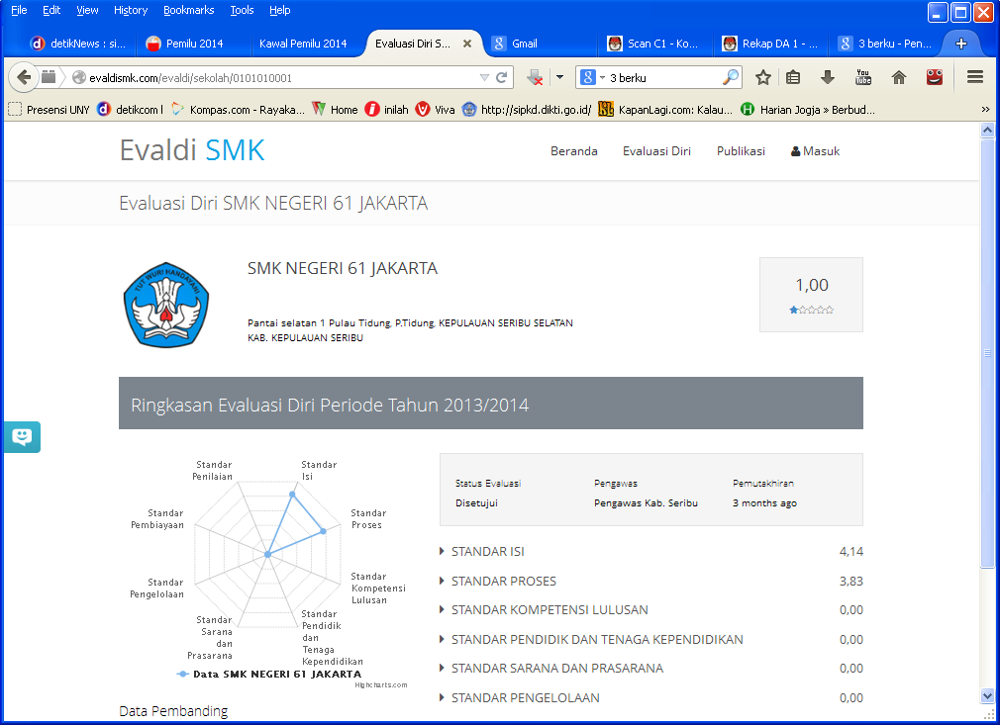 File Edit View History Bookmarks Tools Help
detikNews : si... Pemilu 2014 Kawal Pemilu 2014 Evaluasi Diri S... Gmail Scan C1 - Ko... Rekap DA 1 - ... 3 berku - Pen...
evaldismk.com/evaldi/sekolah/0101010001 3 berku
Presensi UNY detikcom | Kompas.com - Rayaka... Home inilah Viva http://sipkd.dikti.go.id/ KapanLagi.com: Kalau... Harian Jogja » Berbud... »
Evaldi SMK
Beranda Evaluasi Diri Publikasi Masuk
Evaluasi Diri SMK NEGERI 61 JAKARTA
TUT WURI HANDAYANI
SMK NEGERI 61 JAKARTA
Pantai selatan 1 Pulau Tidung, P.Tidung, KEPULAUAN SERIBU SELATAN
KAB. KEPULAUAN SERIBU
1,00
Ringkasan Evaluasi Diri Periode Tahun 2013/2014
Standar
Isi
Standar
Proses
Standar
Kompetensi
Lulusan
Standar
Pendidik
dan
Tenaga
Kependidikan
Standar
Sarana
dan
Prasarana
Standar
Pengelolaan
Standar
Pembiayaan
Standar
Penilaian
Data SMK NEGERI 61 JAKARTA
Highcharts.com
Status Evaluasi Pengawas Pemutakhiran
Disetujui Pengawas Kab. Seribu 3 months ago
STANDAR ISI 4,14
STANDAR PROSES 3,83
STANDAR KOMPETENSI LULUSAN 0,00
STANDAR PENDIDIK DAN TENAGA KEPENDIDIKAN 0,00
STANDAR SARANA DAN PRASARANA 0,00
STANDAR PENGELOLAAN 0,00
Data Pembanding